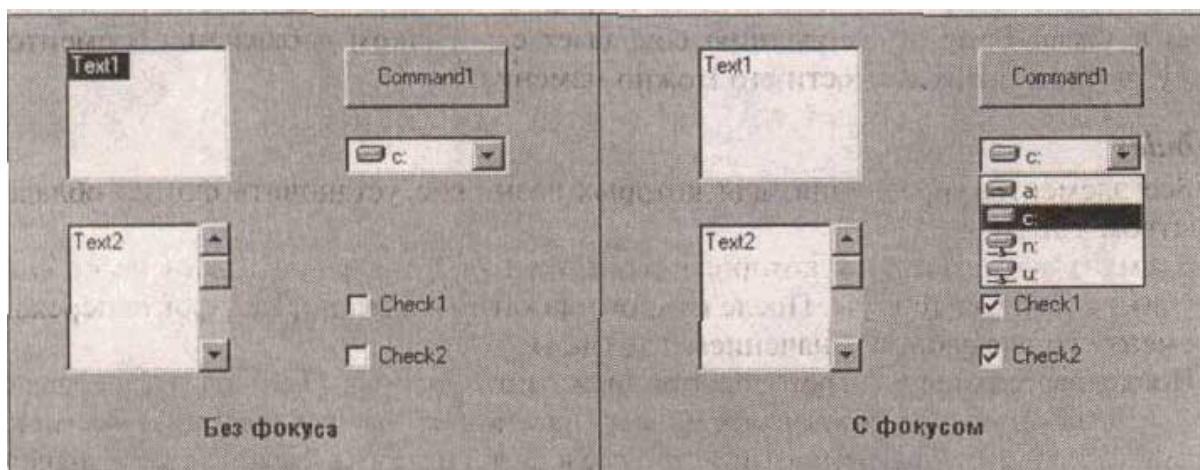 Text1
Command1
c:
Text2
Check1
Check2
Без фокуса
Text1
Command1
c:
a:
c:
n:
u:
Text2
Check1
Check2
С фокусом